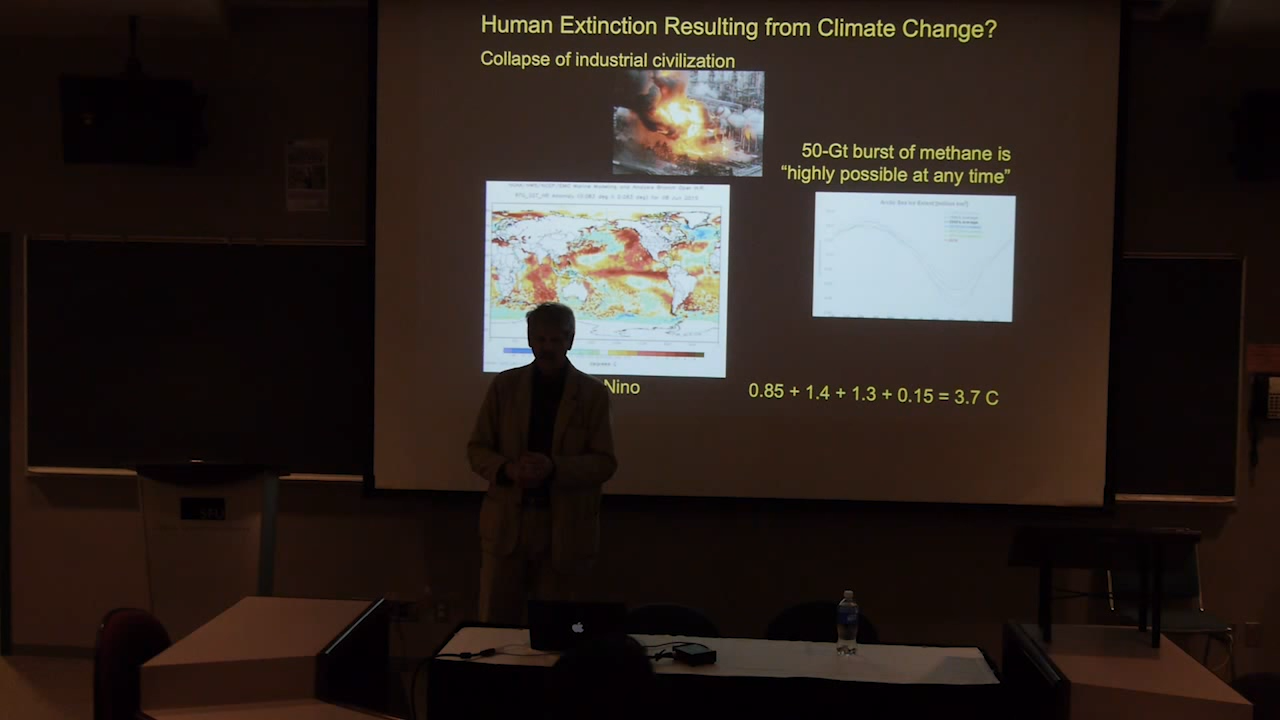 Human Extinction Resulting from Climate Change?
Collapse of industrial civilization
50-Gt burst of methane is
“highly possible at any time”
Nino
0.85 + 1.4 + 1.3 + 0.15 = 3.7 C
SFU